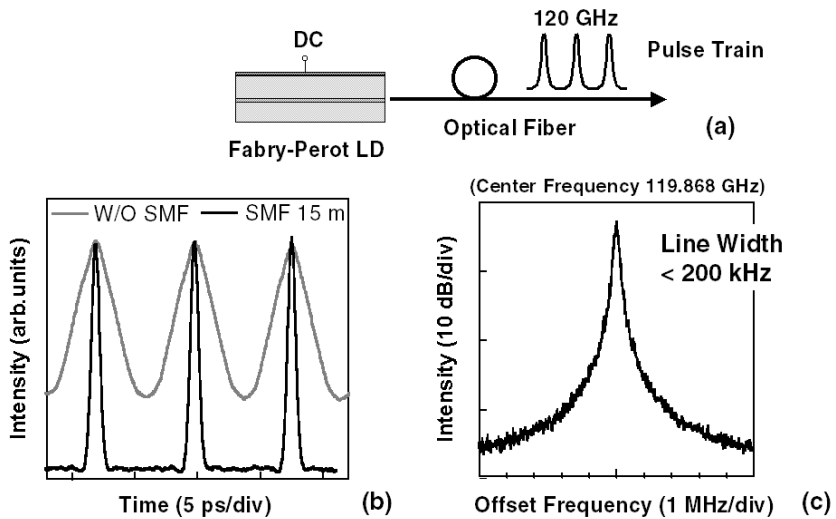 120 GHz
DC
Pulse Train
Optical Fiber
(a)
Fabry-Perot LD
W/O SMF
SMF 15 m
Intensity (arb.units)
Time (5 ps/div)
(b)
(Center Frequency 119.868 GHz)
Line Width
< 200 kHz
Intensity (10 dB/div)
Offset Frequency (1 MHz/div)
(c)